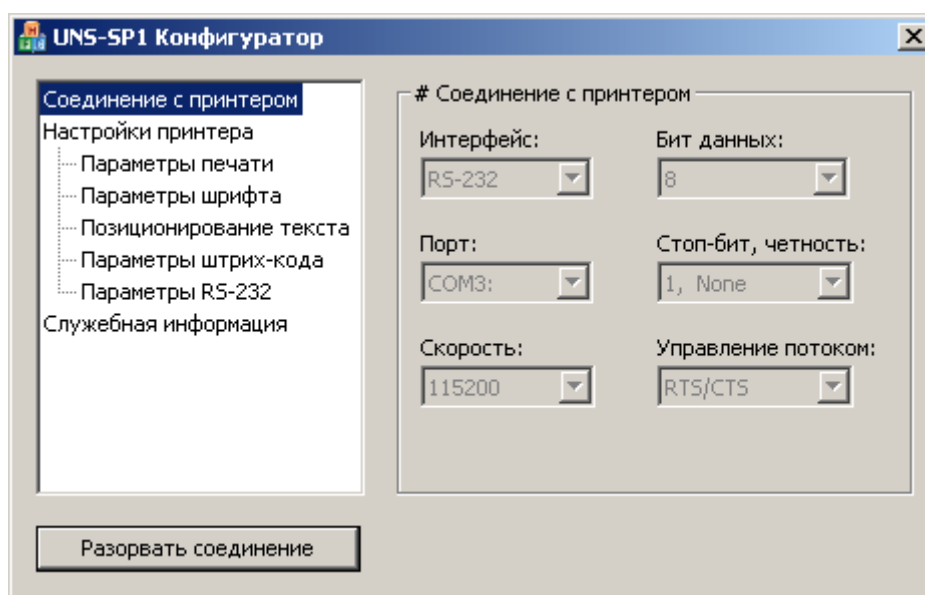 UNS-SP1 Конфигуратор
Соединение с принтером
Настройки принтера
Параметры печати
Параметры шрифта
Позиционирование текста
Параметры штрих-кода
Параметры RS-232
Служебная информация
# Соединение с принтером
Интерфейс:
Бит данных:
RS-232
8
Порт:
Стоп-бит, четность:
COM3:
1, None
Скорость:
Управление потоком:
115200
RTS/CTS
Разорвать соединение